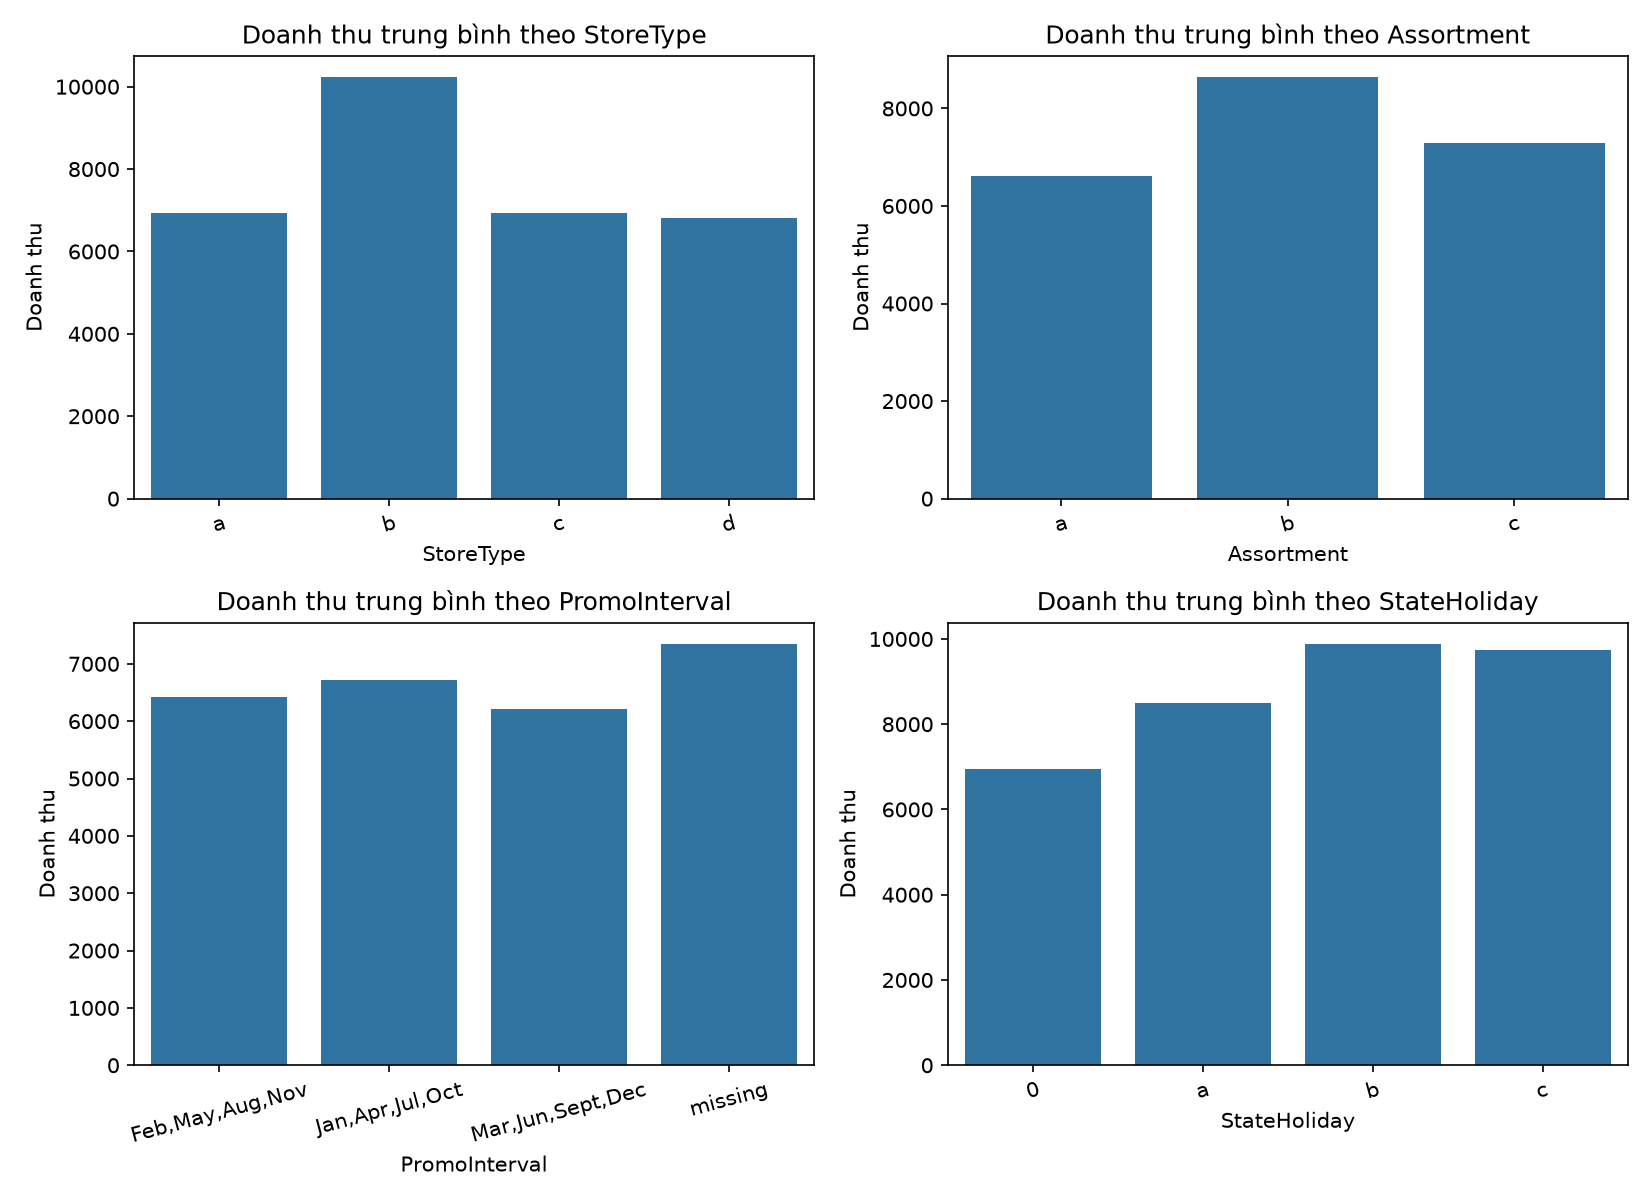 Doanh thu trung bình theo StoreType
10000
8000
6000
4000
2000
0
Doanh thu
a b c d
StoreType
Doanh thu trung bình theo Assortment
8000
6000
4000
2000
0
Doanh thu
a b c
Assortment
Doanh thu trung bình theo PromoInterval
7000
6000
5000
4000
3000
2000
1000
0
Doanh thu
Feb,May,Aug,Nov Jan,Apr,Jul,Oct Mar,Jun,Sept,Dec missing
PromoInterval
Doanh thu trung bình theo StateHoliday
10000
8000
6000
4000
2000
0
Doanh thu
0 a b c
StateHoliday